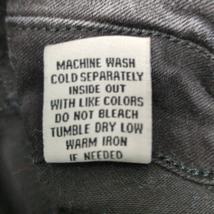 MACHINE WASH
COLD SEPARATELY
INSIDE OUT
WITH LIKE COLORS
DO NOT BLEACH
TUMBLE DRY LOW
WARM IRON
IF NEEDED